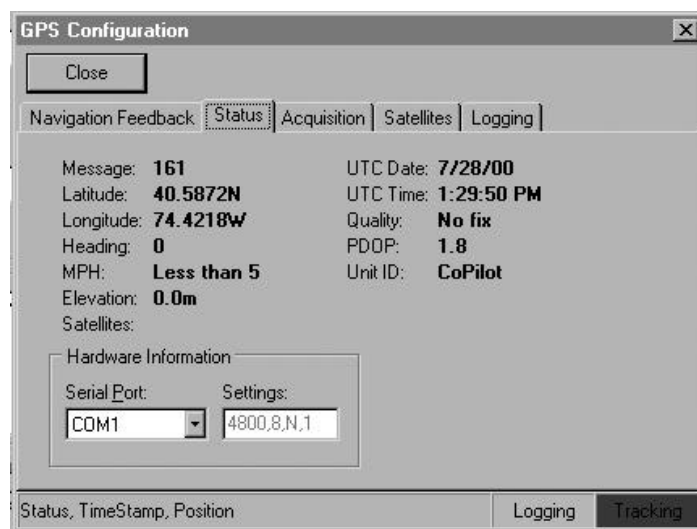 GPS Configuration
Close
Navigation Feedback Status Acquisition Satellites Logging
Message: 161 UTC Date: 7/28/00
Latitude: 40.5872N UTC Time: 1:29:50 PM
Longitude: 74.4218W Quality: No fix
Heading: 0 PDOP: 1.8
MPH: Less than 5 Unit ID: CoPilot
Elevation: 0.0m
Satellites:
Hardware Information
Serial Port: Settings:
COM1 4800,8,N,1
Status, TimeStamp, Position Logging Tracking